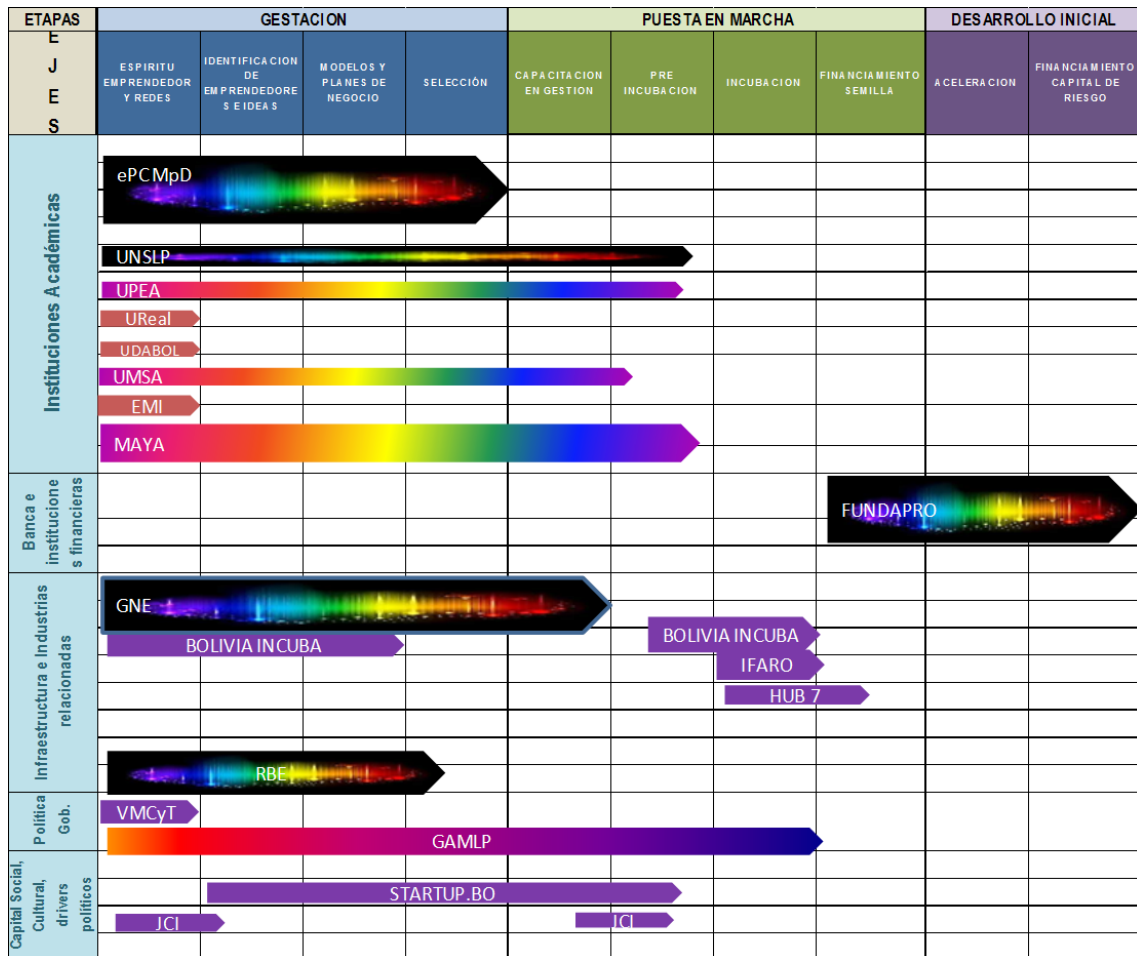 ETAPAS
GESTACION
PUESTA EN MARCHA
DESARROLLO INICIAL
E
J
E
S
ESPIRITU
EMPRENDEDOR
Y REDES
IDENTIFICACION
DE
EMPRENDEDORE
S E IDEAS
MODELOS Y
PLANES DE
NEGOCIO
SELECCIÓN
CAPACITACION
EN GESTION
PRE
INCUBACION
INCUBACION
FINANCIAMIENTO
SEMILLA
ACELERACION
FINANCIAMIENTO
CAPITAL DE
RIESGO
Instituciones Académicas
ePCMpD
UNSLP
UPEA
UReal
UDABOL
UMSA
EMI
MAYA
Banca e
institucione
s financieras
FUNDAPRO
Infraestructura e Industrias
relacionadas
GNE
BOLIVIA INCUBA
BOLIVIA INCUBA
IFARO
HUB 7
RBE
Política
Gob.
VMCyT
GAMLP
Capital Social,
Cultural,
drivers
políticos
STARTUP.BO
JCI
JCI